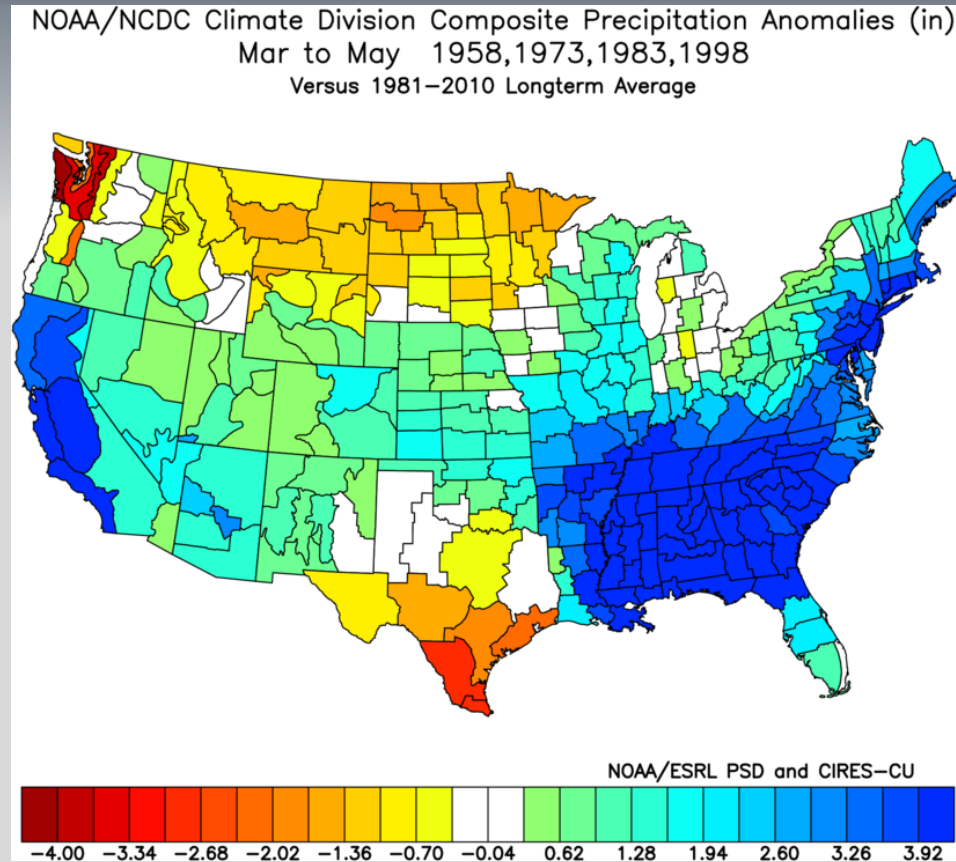 NOAA/NCDC Climate Division Composite Precipitation Anomalies (in)
Mar to May 1958,1973,1983,1998
Versus 1981−2010 Longterm Average
NOAA/ESRL PSD and CIRES−CU
−4.00 −3.34 −2.68 −2.02 −1.36 −0.70 −0.04 0.62 1.28 1.94 2.60 3.26 3.92